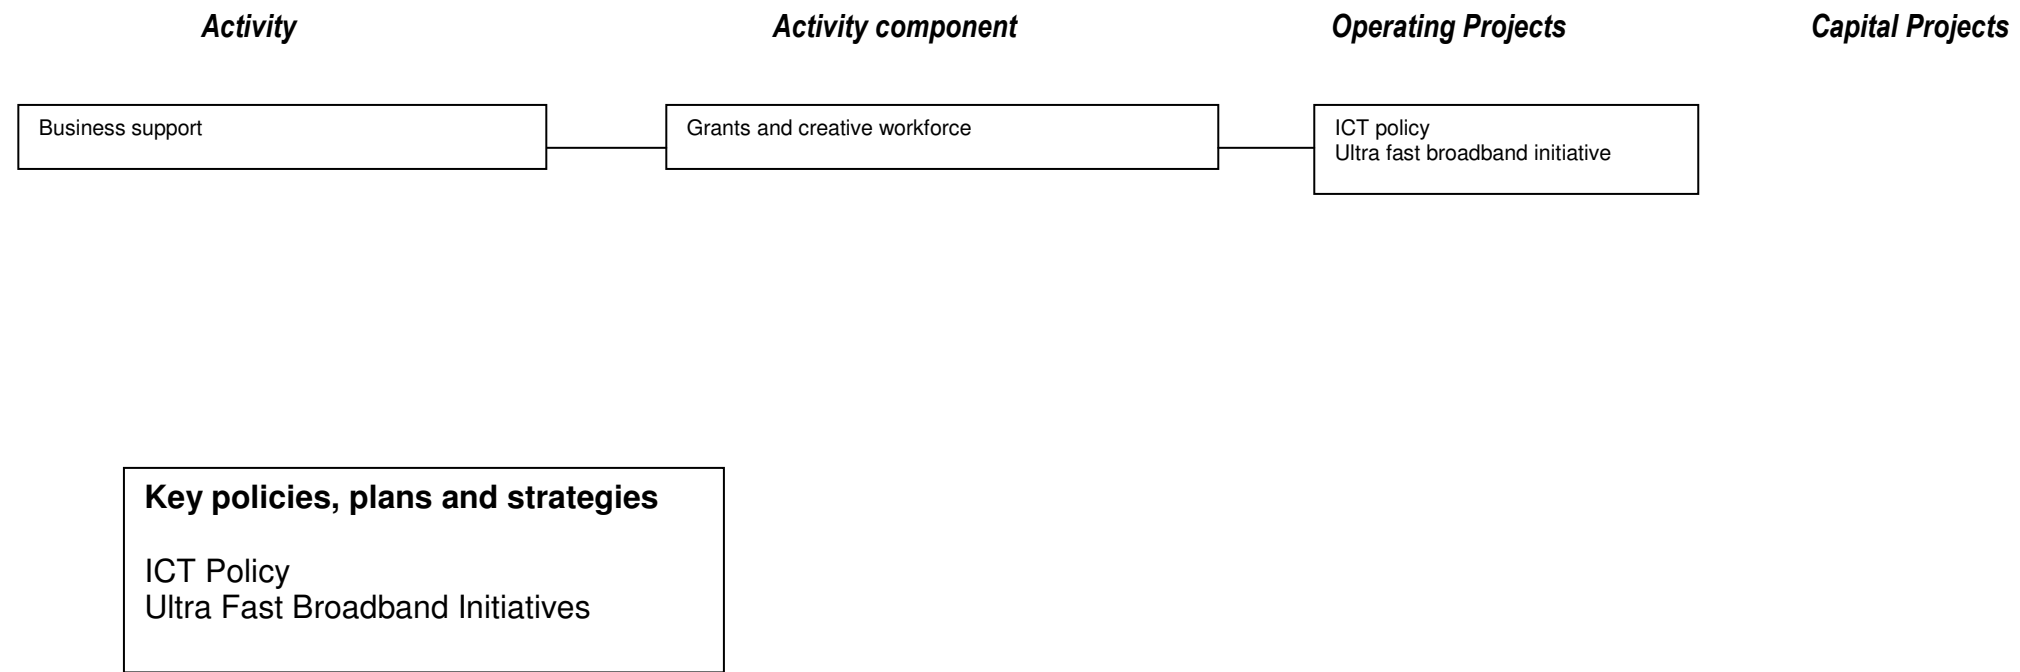 Activity
Activity component
Operating Projects
Capital Projects
Business support
Grants and creative workforce
ICT policy
Ultra fast broadband initiative
Key policies, plans and strategies
ICT Policy
Ultra Fast Broadband Initiatives